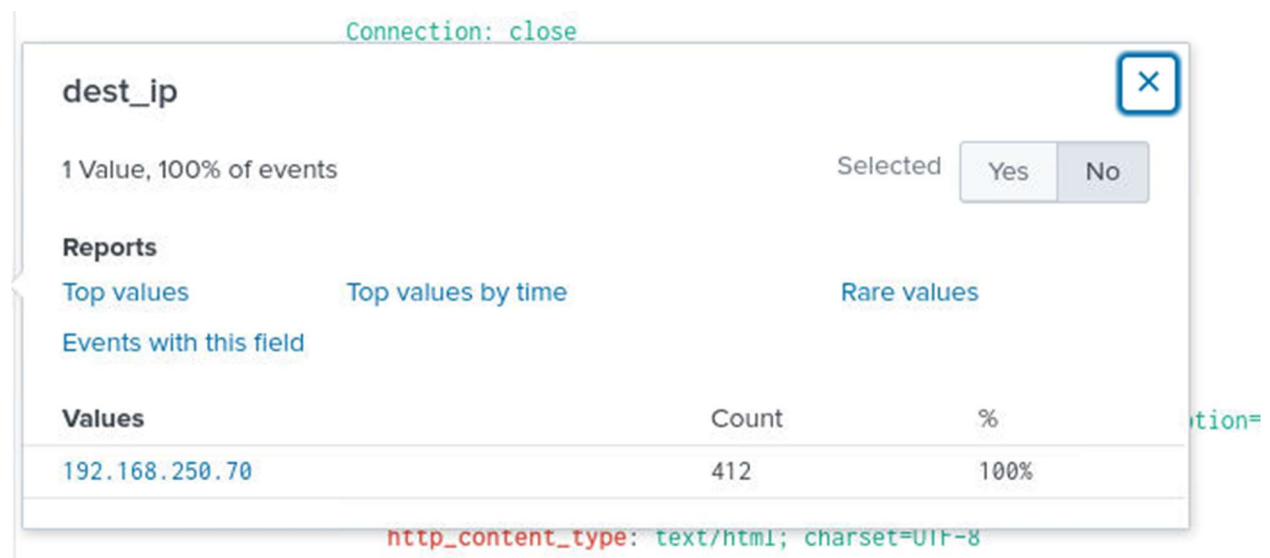 Connection: close
dest_ip
1 Value, 100% of events
Selected Yes No
Reports
Top values Top values by time Rare values
Events with this field
Values Count %
192.168.250.70 412 100%
http_content_type: text/html; charset=UTF-8